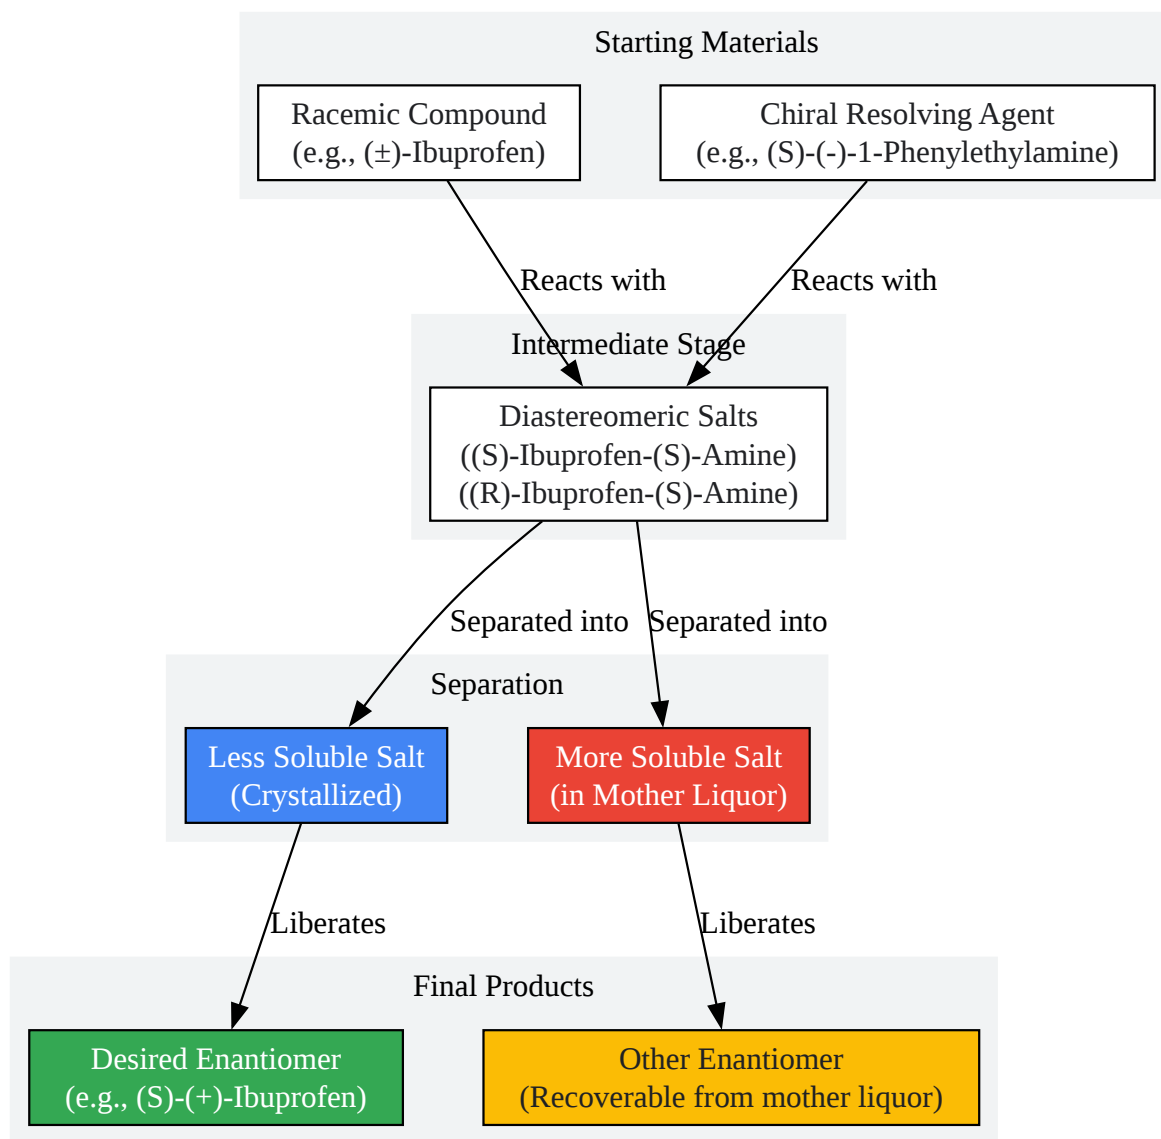 Starting Materials
Racemic Compound
(e.g., (±)-Ibuprofen)
Chiral Resolving Agent
(e.g., (S)-(-)-1-Phenylethylamine)
Reacts with
Reacts with
Intermediate Stage
Diastereomeric Salts
((S)-Ibuprofen-(S)-Amine)
((R)-Ibuprofen-(S)-Amine)
Separated into
Separated into
Separation
Less Soluble Salt
(Crystallized)
More Soluble Salt
(in Mother Liquor)
Liberates
Liberates
Final Products
Desired Enantiomer
(e.g., (S)-(+)-Ibuprofen)
Other Enantiomer
(Recoverable from mother liquor)